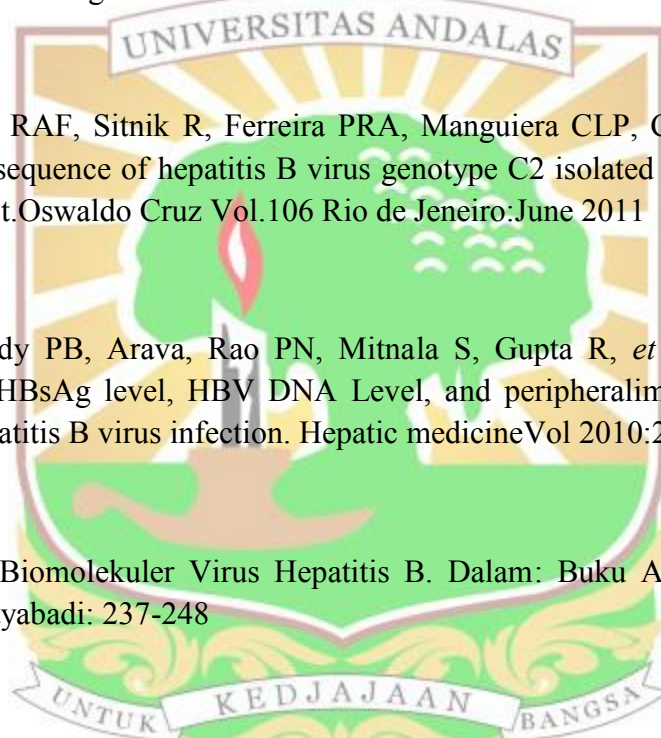 UNIVERSITAS ANDALAS
RAF, Sitnik R, Ferreira PRA, Manguiera CLP, C
sequence of hepatitis B virus genotype C2 isolated
t.Oswaldo Cruz Vol.106 Rio de Jeneiro:June 2011
dy PB, Arava, Rao PN, Mitnala S, Gupta R, et
HBsAg level, HBV DNA Level, and peripheralim
atitis B virus infection. Hepatic medicineVol 2010:2
Biomolekuler Virus Hepatitis B. Dalam: Buku A
yabadi: 237-248
UNTUK KEDJAJAAN BANGSA